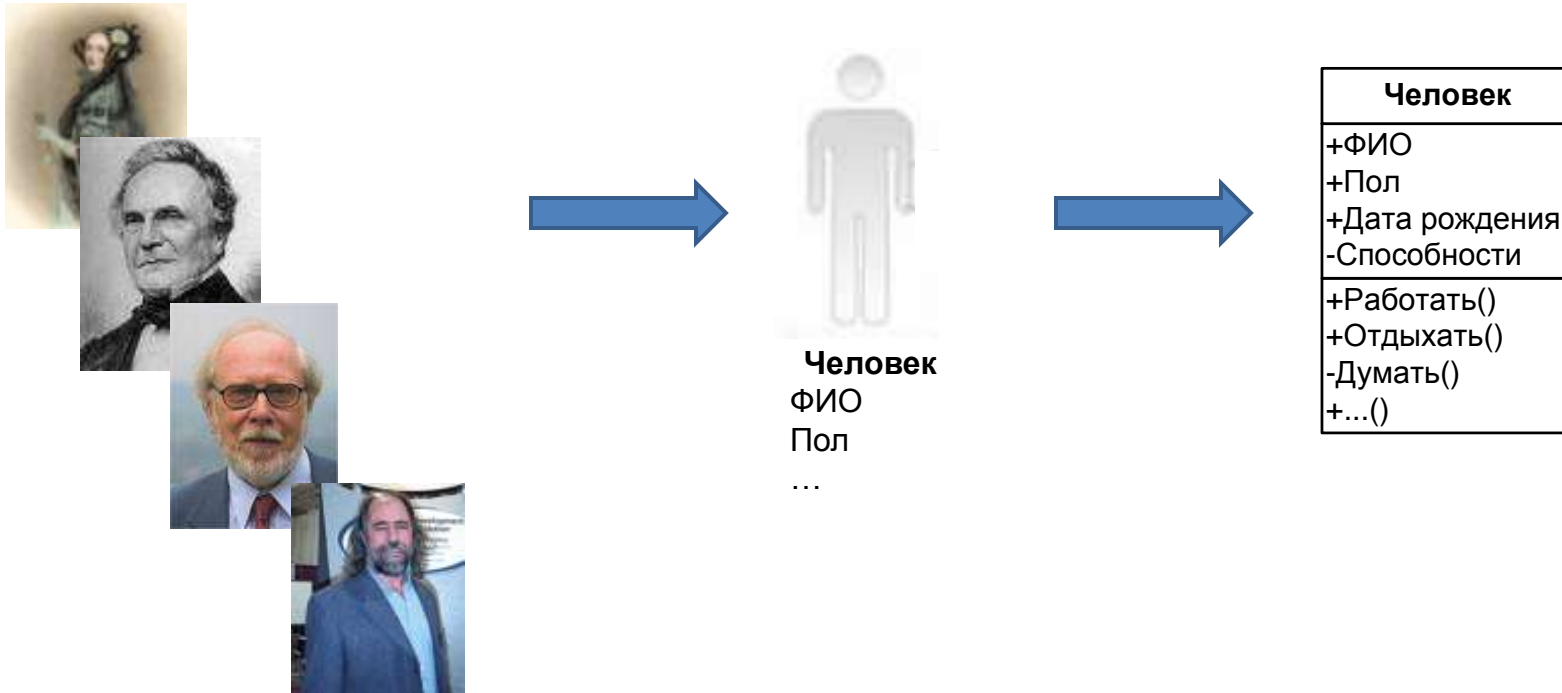 Человек
ФИО
Пол
…
Человек
+ФИО
+Пол
+Дата рождения
-Способности
+Работать()
+Отдыхать()
-Думать()
+...()